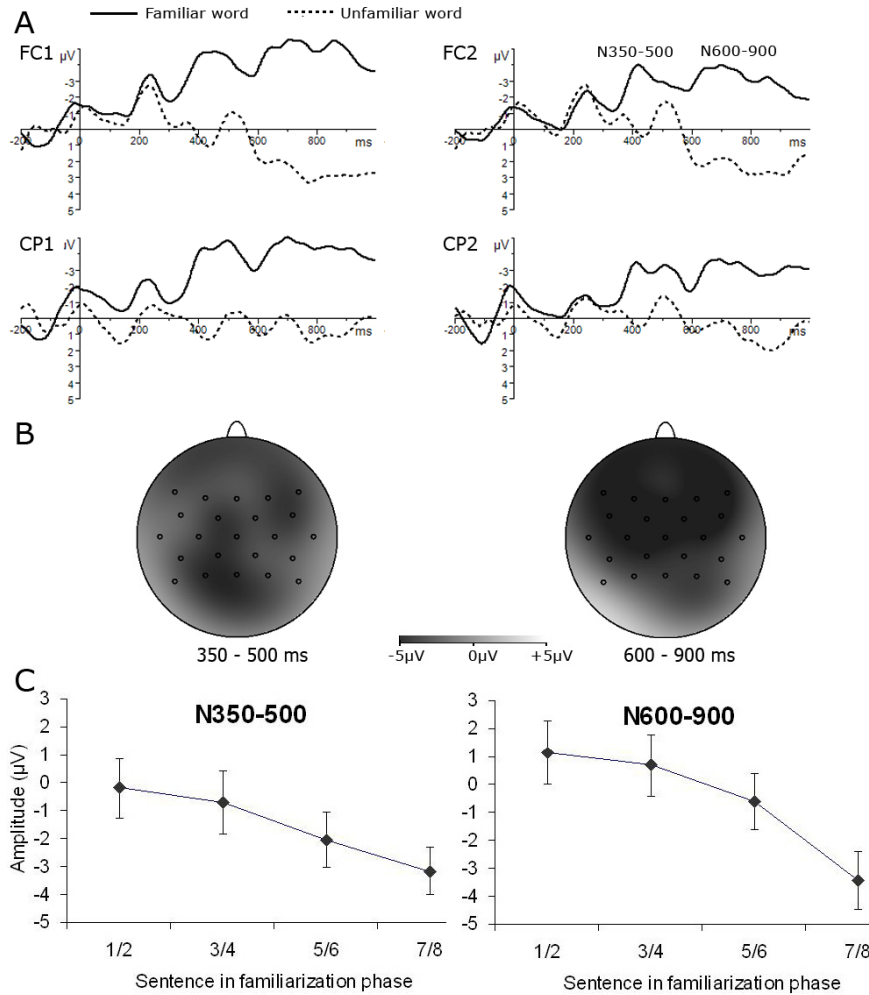 A
Familiar word
Unfamiliar word
FC1
µV
-3
-2
-200
0
200
400
600
800
ms
1
2
3
4
5
FC2
µV
N350-500
N600-900
-3
-2
-1
-200
0
200
400
600
800
ms
1
2
3
4
5
CP1
-3
-1
-200
0
200
400
600
800
ms
1
2
3
4
5
CP2
µV
-3
-1
-200
0
200
400
600
800
ms
1
2
3
4
5
B
350 - 500 ms
-5µV
0µV
+5µV
600 - 900 ms
C
N350-500
Amplitude (µV)
3
2
1
0
-1
-2
-3
-4
-5
1/2
3/4
5/6
7/8
Sentence in familiarization phase
N600-900
3
2
1
0
-1
-2
-3
-4
-5
1/2
3/4
5/6
7/8
Sentence in familiarization phase